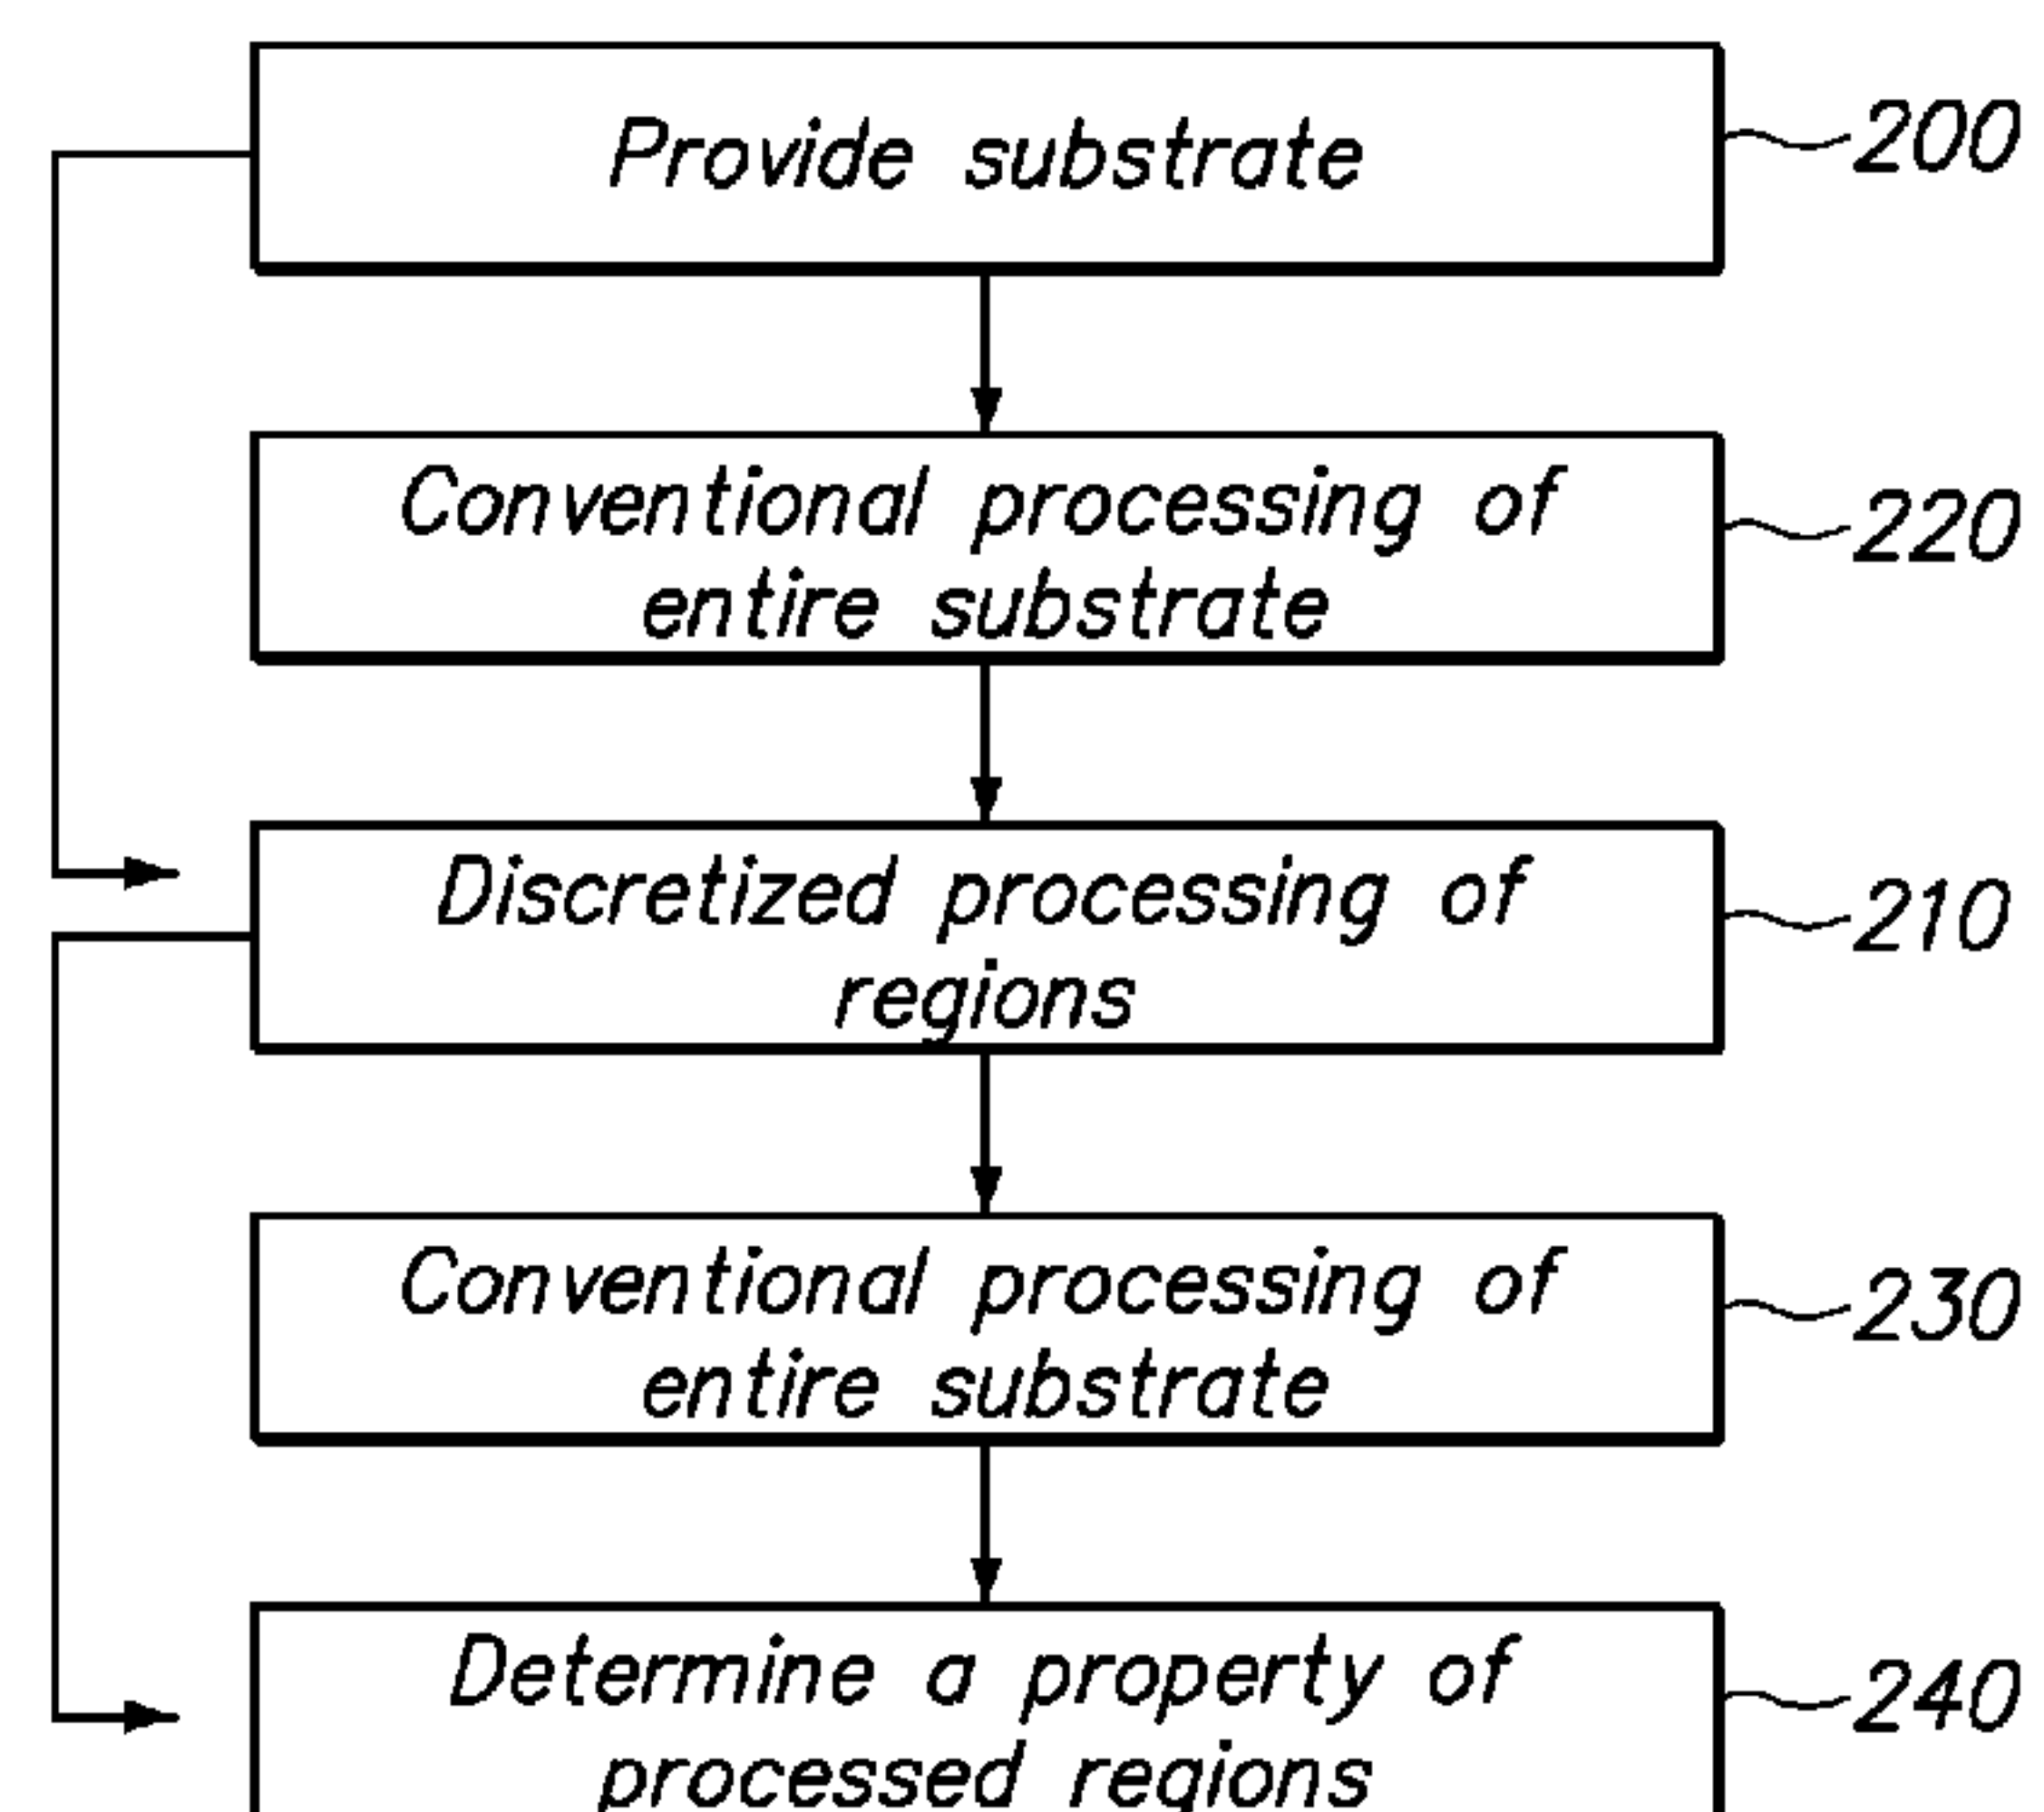 Provide substrate
200
Conventional processing of
entire substrate
220
Discretized processing of
regions
210
Conventional processing of
entire substrate
230
Determine a property of
processed regions
240